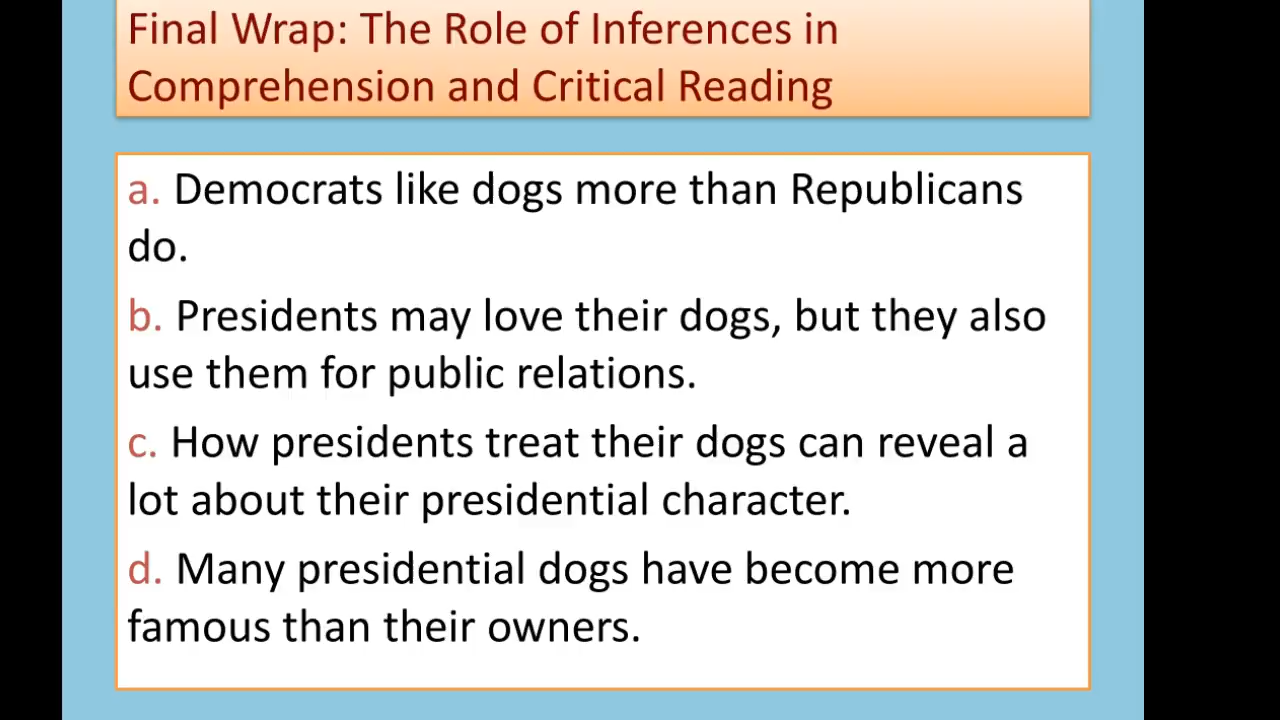 Final Wrap: The Role of Inferences in
Comprehension and Critical Reading
a. Democrats like dogs more than Republicans
do.
b. Presidents may love their dogs, but they also
use them for public relations.
c. How presidents treat their dogs can reveal a
lot about their presidential character.
d. Many presidential dogs have become more
famous than their owners.